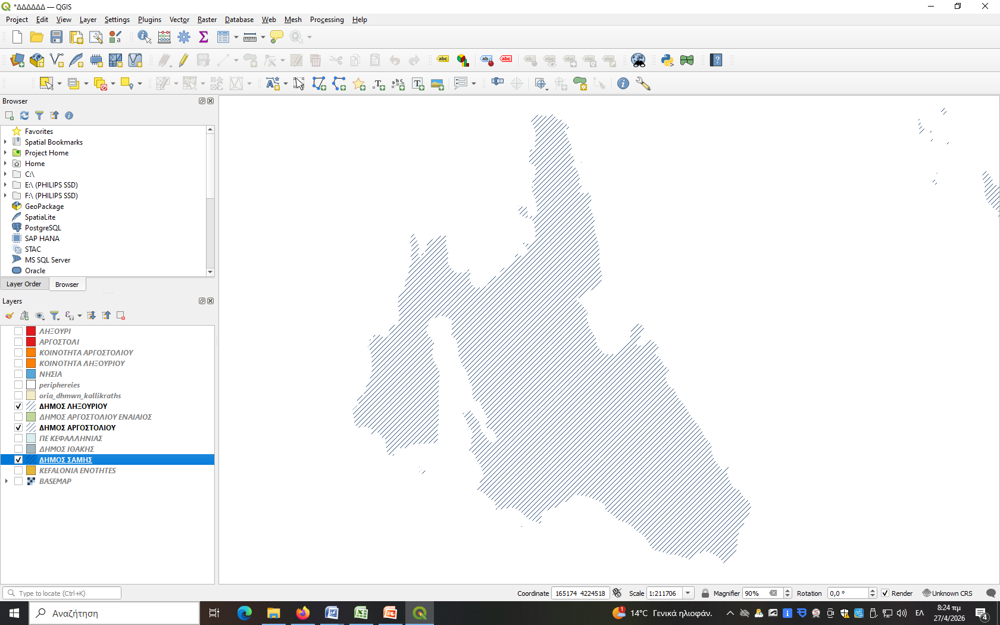 *ΔΔΔΔΔΔ — QGIS
Project Edit View Layer Settings Plugins Vector Raster Database Web Mesh Processing Help
Browser
Favorites
Spatial Bookmarks
Project Home
Home
C:\
E:\ (PHILIPS SSD)
F:\ (PHILIPS SSD)
GeoPackage
SpatiaLite
PostgreSQL
SAP HANA
STAC
MS SQL Server
Oracle
Layer Order Browser
Layers
ΛΗΞΟΥΡΙ
ΑΡΓΟΣΤΟΛΙ
ΚΟΙΝΟΤΗΤΑ ΑΡΓΟΣΤΟΛΙΟΥ
ΚΟΙΝΟΤΗΤΑ ΛΗΞΟΥΡΙΟΥ
ΝΗΣΙΑ
periphereies
oria_dhmwn_kallikraths
ΔΗΜΟΣ ΛΗΞΟΥΡΙΟΥ
ΔΗΜΟΣ ΑΡΓΟΣΤΟΛΙΟΥ ΕΝΑΙΑΙΟΣ
ΔΗΜΟΣ ΑΡΓΟΣΤΟΛΙΟΥ
ΠΕ ΚΕΦΑΛΛΗΝΙΑΣ
ΔΗΜΟΣ ΙΘΑΚΗΣ
ΔΗΜΟΣ ΣΑΜΗΣ
KEFALONIA ENOTHTES
BASEMAP
Type to locate (Ctrl+K) Coordinate 165174 4224518 Scale 1:211706 Magnifier 90% Rotation 0,0 ° Render Unknown CRS
Αναζήτηση 1 14°C Γενικά ηλιοφάν. ΕΛ 8:24 πμ
27/4/2026 4